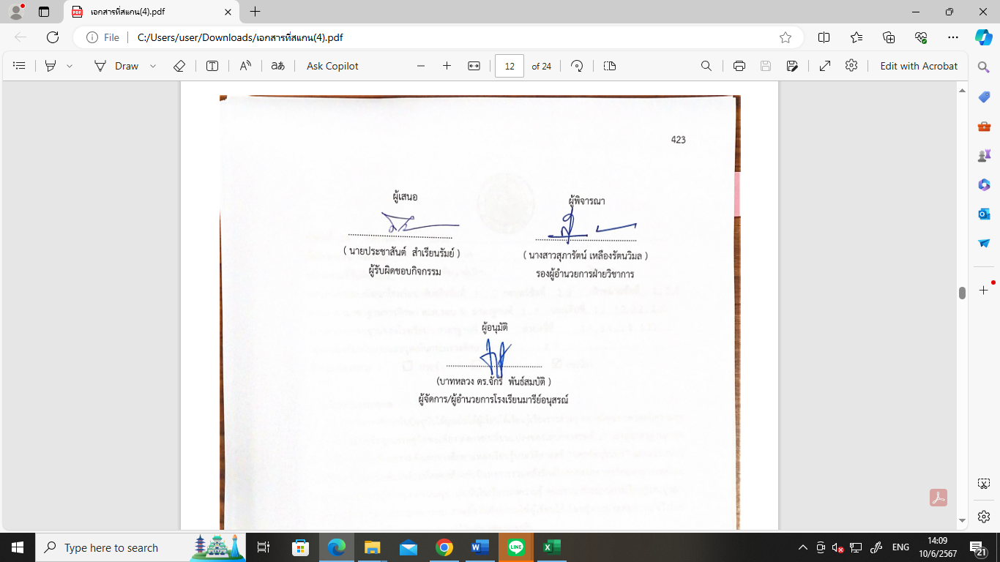 เอกสารที่สแกน(4).pdf
File
C:/Users/user/Downloads/เอกสารที่สแกน(4).pdf
Draw
Ask Copilot
12
of 24
Edit with Acrobat
423
ผู้เสนอ
ผู้พิจารณา
( นายประชาสันต์ สำเรียนรัมย์ )
( นางสาวสุภารัตน์ เหลืองรัตนวิมล )
ผู้รับผิดชอบกิจกรรม
รองผู้อำนวยการฝ่ายวิชาการ
ผู้อนุมัติ
(บาทหลวง ดร.จักรี พันธ์สมบัติ )
ผู้จัดการ/ผู้อำนวยการโรงเรียนมารีย์อนุสรณ์
Type here to search
ENG
14:09
10/6/2567
21